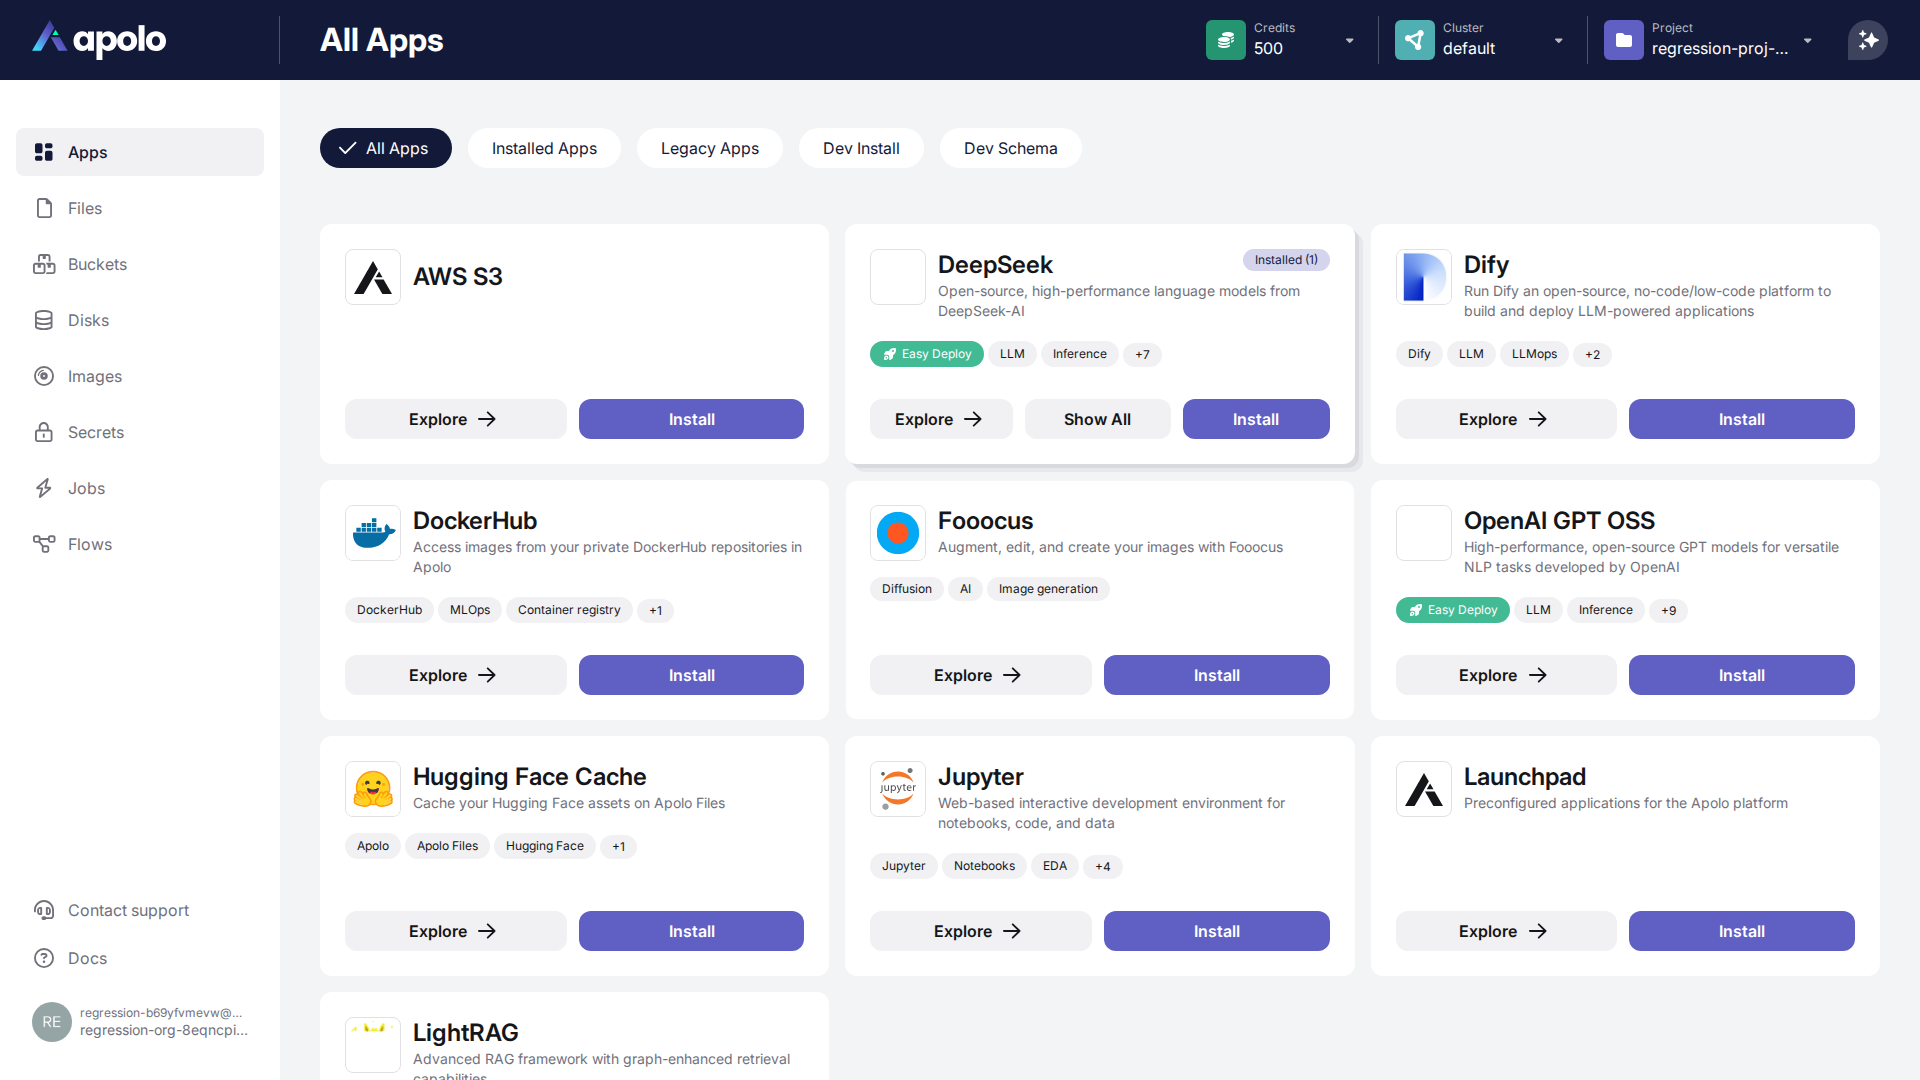 apolo
All Apps
Credits
500
Cluster
default
Project
regression-proj-...
Apps
Files
Buckets
Disks
Images
Secrets
Jobs
Flows
Contact support
Docs
RE
regression-b69yfvmevw@...
regression-org-8eqncpi...
All Apps
Installed Apps
Legacy Apps
Dev Install
Dev Schema
AWS S3
Explore
Install
DeepSeek
Installed (1)
Open-source, high-performance language models from
DeepSeek-AI
Easy Deploy
LLM
Inference
+7
Explore
Show All
Install
Dify
Run Dify an open-source, no-code/low-code platform to
build and deploy LLM-powered applications
Dify
LLM
LLMops
+2
Explore
Install
DockerHub
Access images from your private DockerHub repositories in
Apolo
DockerHub
MLOps
Container registry
+1
Explore
Install
Fooocus
Augment, edit, and create your images with Fooocus
Diffusion
AI
Image generation
Explore
Install
OpenAI GPT OSS
High-performance, open-source GPT models for versatile
NLP tasks developed by OpenAI
Easy Deploy
LLM
Inference
+9
Explore
Install
Hugging Face Cache
Cache your Hugging Face assets on Apolo Files
Apolo
Apolo Files
Hugging Face
+1
Explore
Install
jupyter
Jupyter
Web-based interactive development environment for
notebooks, code, and data
Jupyter
Notebooks
EDA
+4
Explore
Install
Launchpad
Preconfigured applications for the Apolo platform
Explore
Install
LightRAG
Advanced RAG framework with graph-enhanced retrieval
capabilities